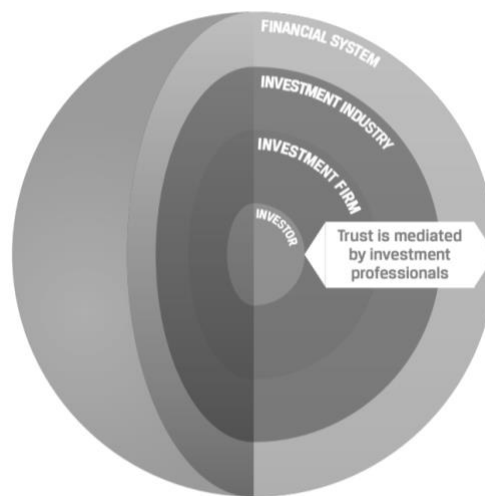 FINANCIAL SYSTEM
INVESTMENT INDUSTRY
INVESTMENT FIRM
INVESTOR
Trust is mediated
by investment
professionals